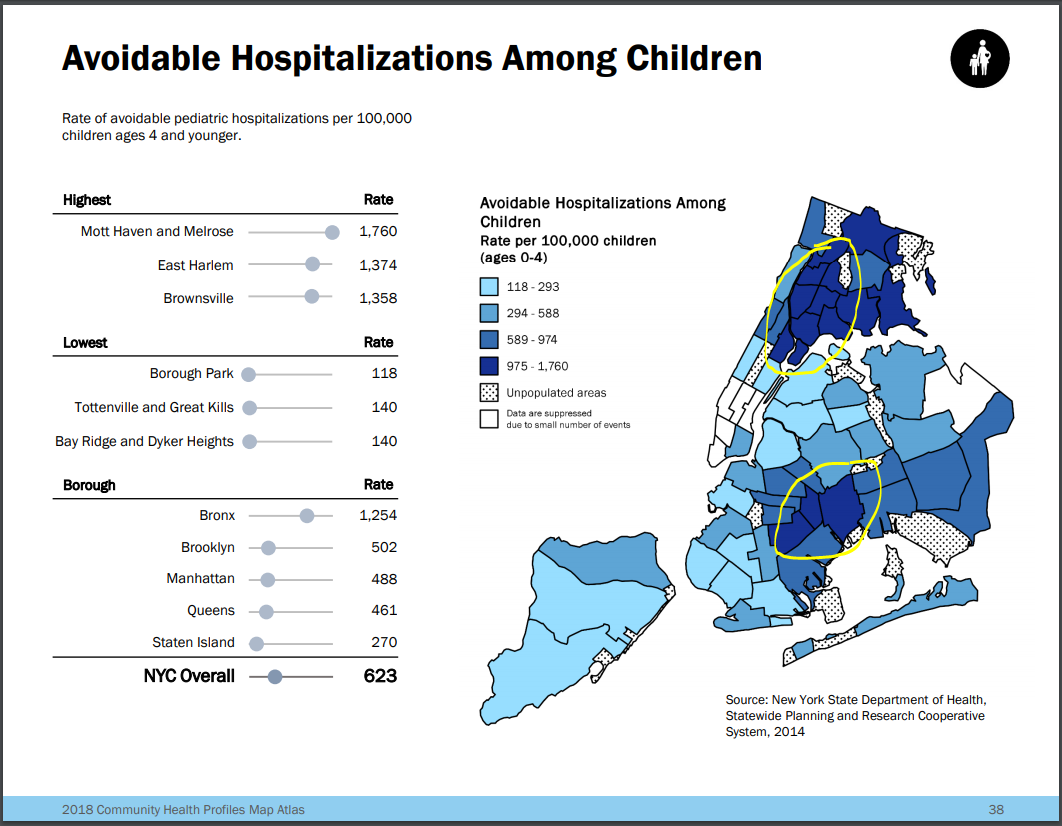 Avoidable Hospitalizations Among Children
Rate of avoidable pediatric hospitalizations per 100,000
children ages 4 and younger.
Highest Rate
Mott Haven and Melrose 1,760
East Harlem 1,374
Brownsville 1,358
Lowest Rate
Borough Park 118
Tottenville and Great Kills 140
Bay Ridge and Dyker Heights 140
Borough Rate
Bronx 1,254
Brooklyn 502
Manhattan 488
Queens 461
Staten Island 270
NYC Overall 623
Avoidable Hospitalizations Among
Children
Rate per 100,000 children
(ages 0-4)
118 - 293
294 - 588
589 - 974
975 - 1,760
Unpopulated areas
Data are suppressed
due to small number of events
Source: New York State Department of Health,
Statewide Planning and Research Cooperative
System, 2014
2018 Community Health Profiles Map Atlas 38